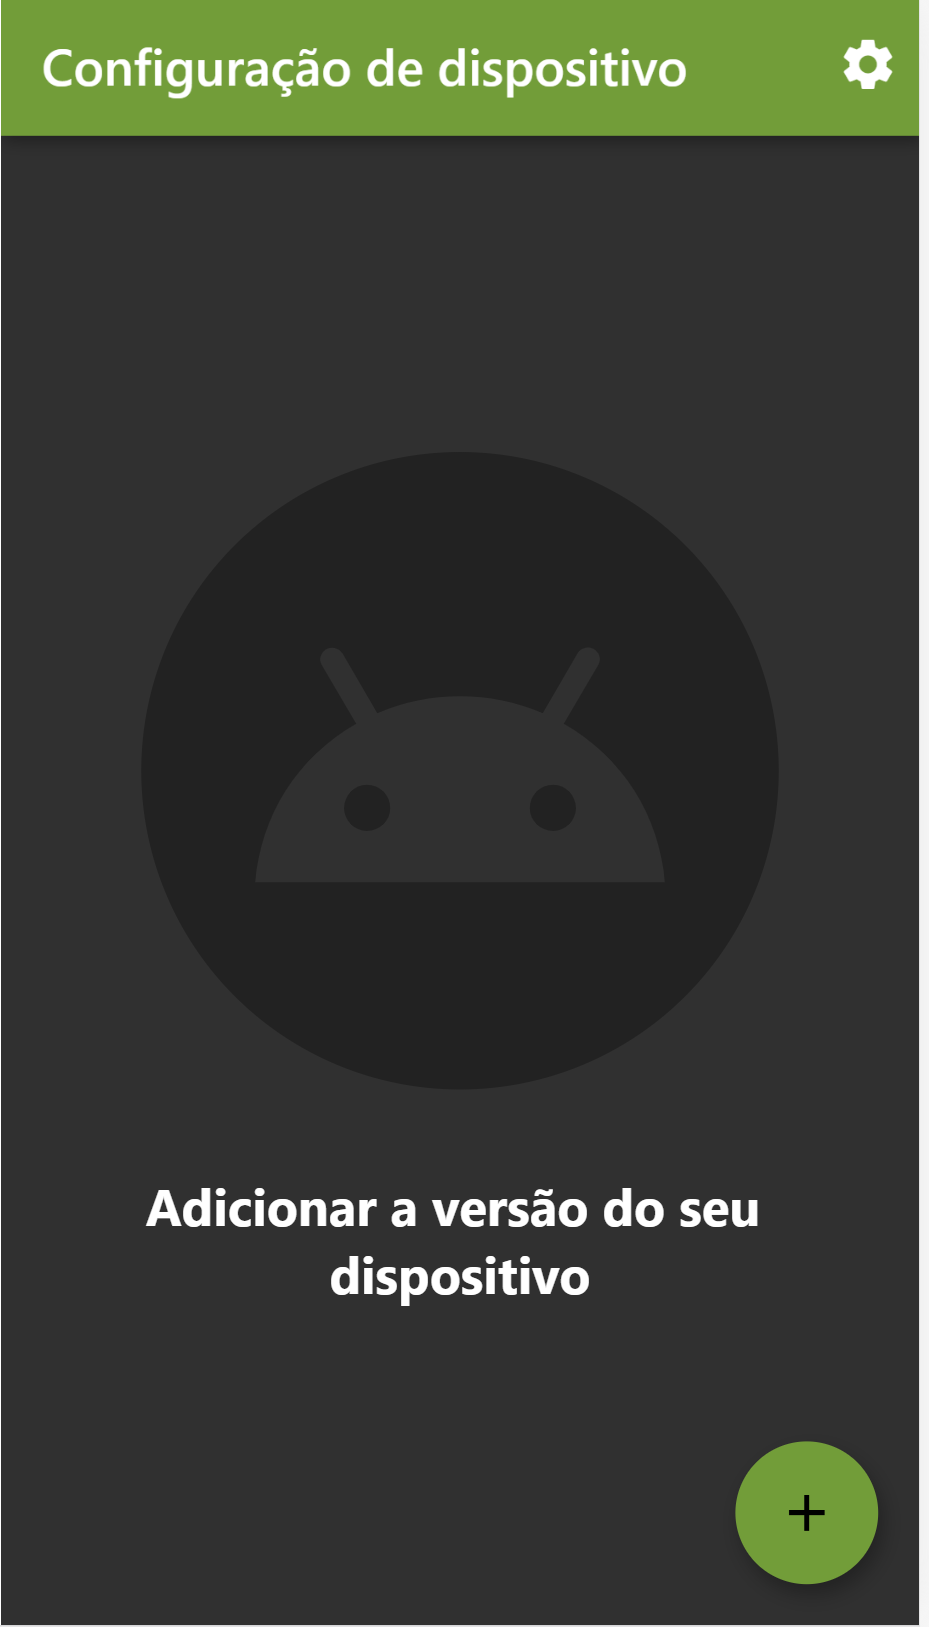 Configuração de dispositivo
Adicionar a versão do seu
dispositivo